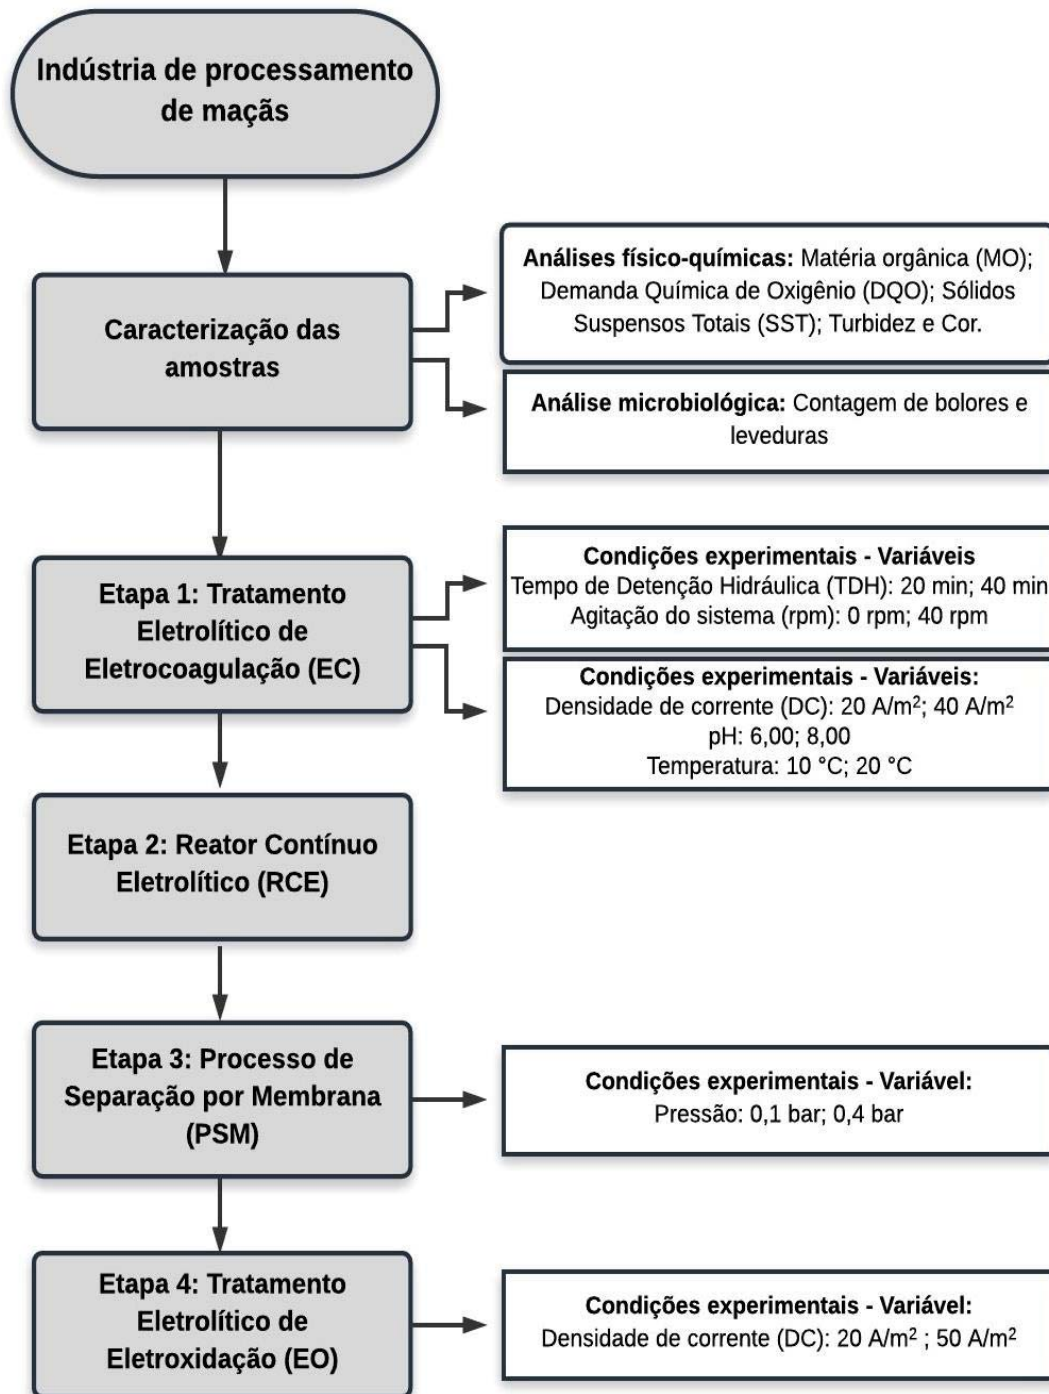 Indústria de processamento
de maçãs
Caracterização das
amostras
Análises físico-químicas: Matéria orgânica (MO);
Demanda Química de Oxigênio (DQO); Sólidos
Suspensos Totais (SST); Turbidez e Cor.
Análise microbiológica: Contagem de bolores e
leveduras
Etapa 1: Tratamento
Eletrolítico de
Eletrocoagulação (EC)
Condições experimentais - Variáveis
Tempo de Detenção Hidráulica (TDH): 20 min; 40 min
Agitação do sistema (rpm): 0 rpm; 40 rpm
Condições experimentais - Variáveis:
Densidade de corrente (DC): 20 A/m²; 40 A/m²
pH: 6,00; 8,00
Temperatura: 10 °C; 20 °C
Etapa 2: Reator Contínuo
Eletrolítico (RCE)
Etapa 3: Processo de
Separação por Membrana
(PSM)
Condições experimentais - Variável:
Pressão: 0,1 bar; 0,4 bar
Etapa 4: Tratamento
Eletrolítico de
Eletroxidação (EO)
Condições experimentais - Variável:
Densidade de corrente (DC): 20 A/m² ; 50 A/m²